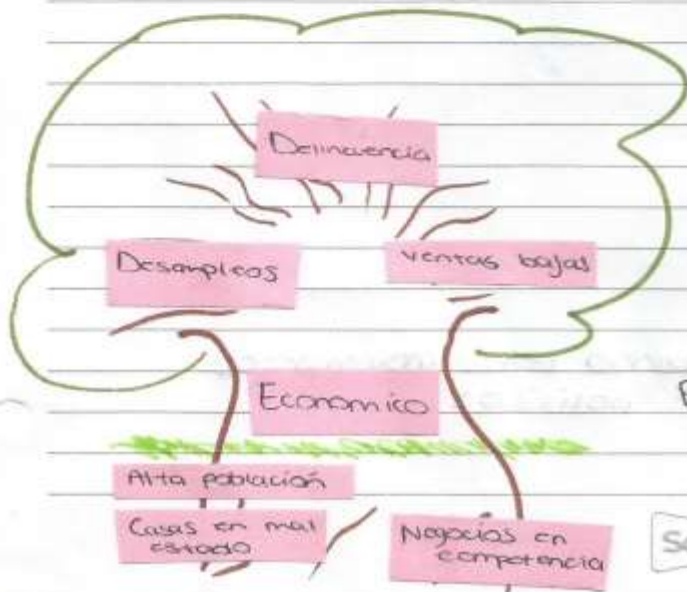 Delincuencia
Desempleos
ventas bajas
Economico
Alta población
Casas en mal
estado
Negocios en
competencia